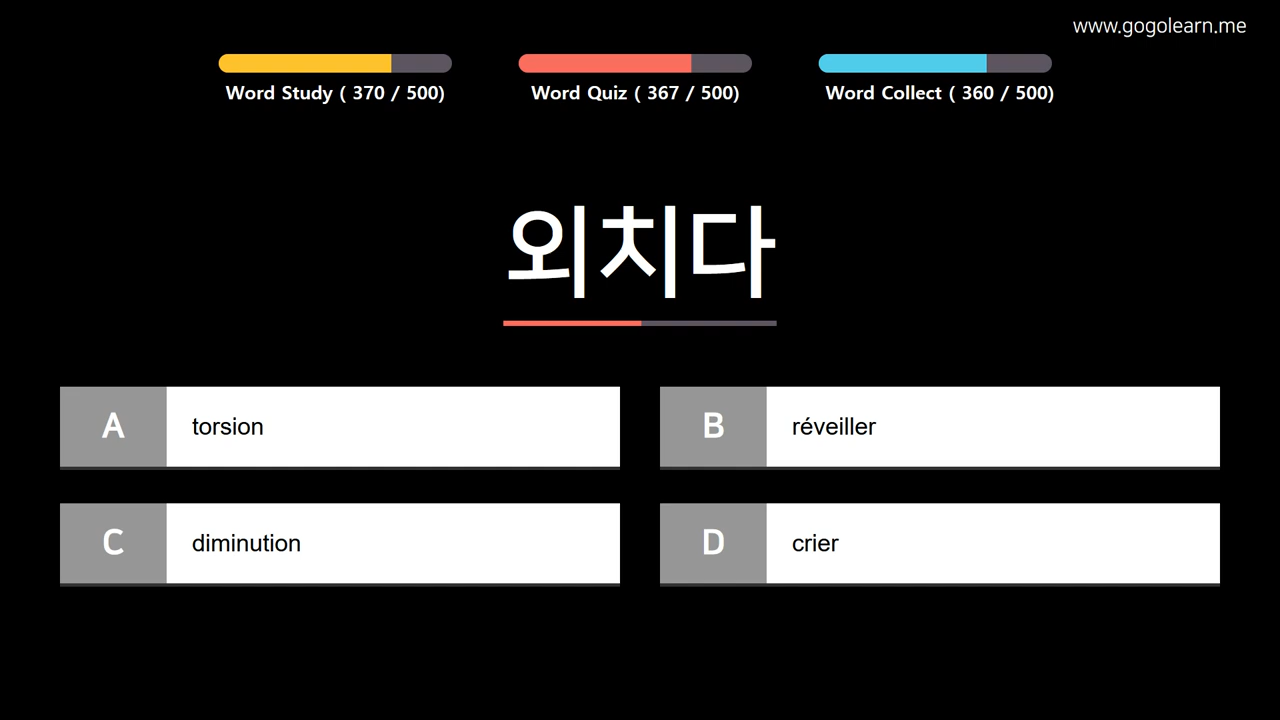 www.gogolearn.me
Word Study ( 370 / 500)
Word Quiz ( 367 / 500)
Word Collect ( 360 / 500)
외치다
A torsion
B réveiller
C diminution
D crier